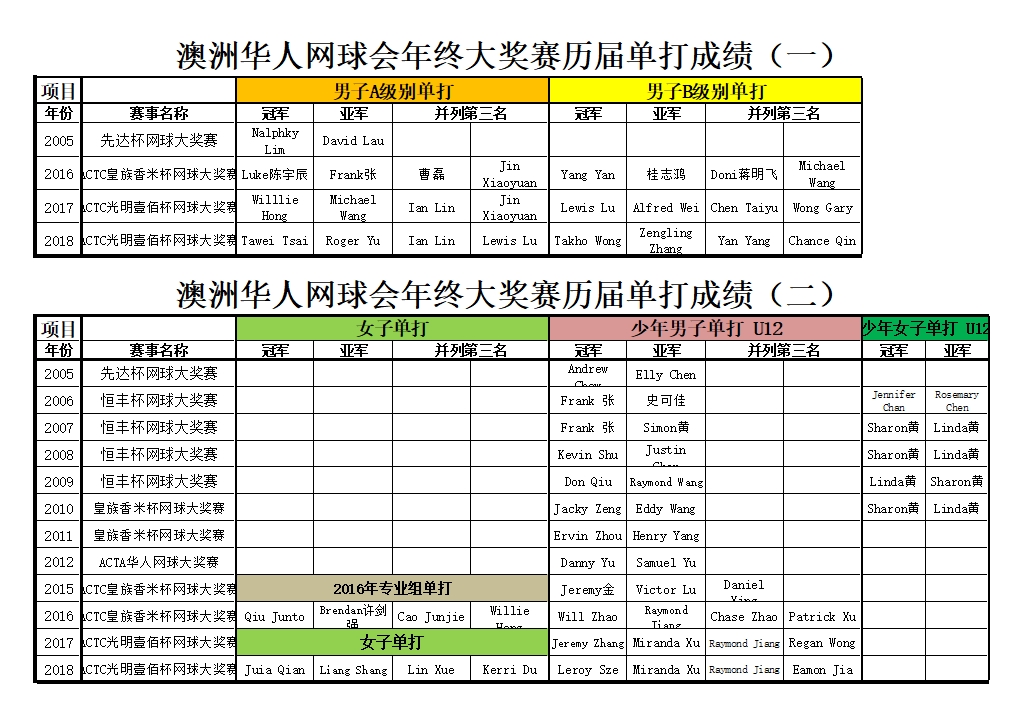 澳洲华人网球会年终大奖赛历届单打成绩（一）
项目 男子A级别单打 男子B级别单打
年份 赛事名称 冠军 亚军 并列第三名 冠军 亚军 并列第三名
2005 先达杯网球大奖赛 Nalphky Lim David Lau
2016 ACTC皇族香米杯网球大奖赛 Luke陈宇辰 Frank张 曹磊 Jin Xiaoyuan Yang Yan 桂志鸿 Doni蒋明飞 Michael Wang
2017 ACTC光明壹佰杯网球大奖赛 Willlie Hong Michael Wang Ian Lin Jin Xiaoyuan Lewis Lu Alfred Wei Chen Taiyu Wong Gary
2018 ACTC光明壹佰杯网球大奖赛 Tawei Tsai Roger Yu Ian Lin Lewis Lu Takho Wong Zengling Zhang Yan Yang Chance Qin
澳洲华人网球会年终大奖赛历届单打成绩（二）
项目 女子单打 少年男子单打 U12 少年女子单打 U12
年份 赛事名称 冠军 亚军 并列第三名 冠军 亚军 并列第三名 冠军 亚军
2005 先达杯网球大奖赛 Andrew Elly Chen
2006 恒丰杯网球大奖赛 Frank 张 史可佳 Jennifer Chan Rosemary Chen
2007 恒丰杯网球大奖赛 Frank 张 Simon黄 Sharon黄 Linda黄
2008 恒丰杯网球大奖赛 Kevin Shu Justin Sharon黄 Linda黄
2009 恒丰杯网球大奖赛 Don Qiu Raymond Wang Linda黄 Sharon黄
2010 皇族香米杯网球大奖赛 Jacky Zeng Eddy Wang Sharon黄 Linda黄
2011 皇族香米杯网球大奖赛 Ervin Zhou Henry Yang
2012 ACTA华人网球大奖赛 Danny Yu Samuel Yu
2015 ACTC皇族香米杯网球大奖赛 2016年专业组单打 Jeremy金 Victor Lu Daniel
2016 ACTC皇族香米杯网球大奖赛 Qiu Junto Brendan许剑强 Cao Junjie Willie Hong Will Zhao Raymond Jiang Chase Zhao Patrick Xu
2017 ACTC光明壹佰杯网球大奖赛 女子单打 Jeremy Zhang Miranda Xu Raymond Jiang Regan Wong
2018 ACTC光明壹佰杯网球大奖赛 Juia Qian Liang Shang Lin Xue Kerri Du Leroy Sze Miranda Xu Raymond Jiang Eamon Jia